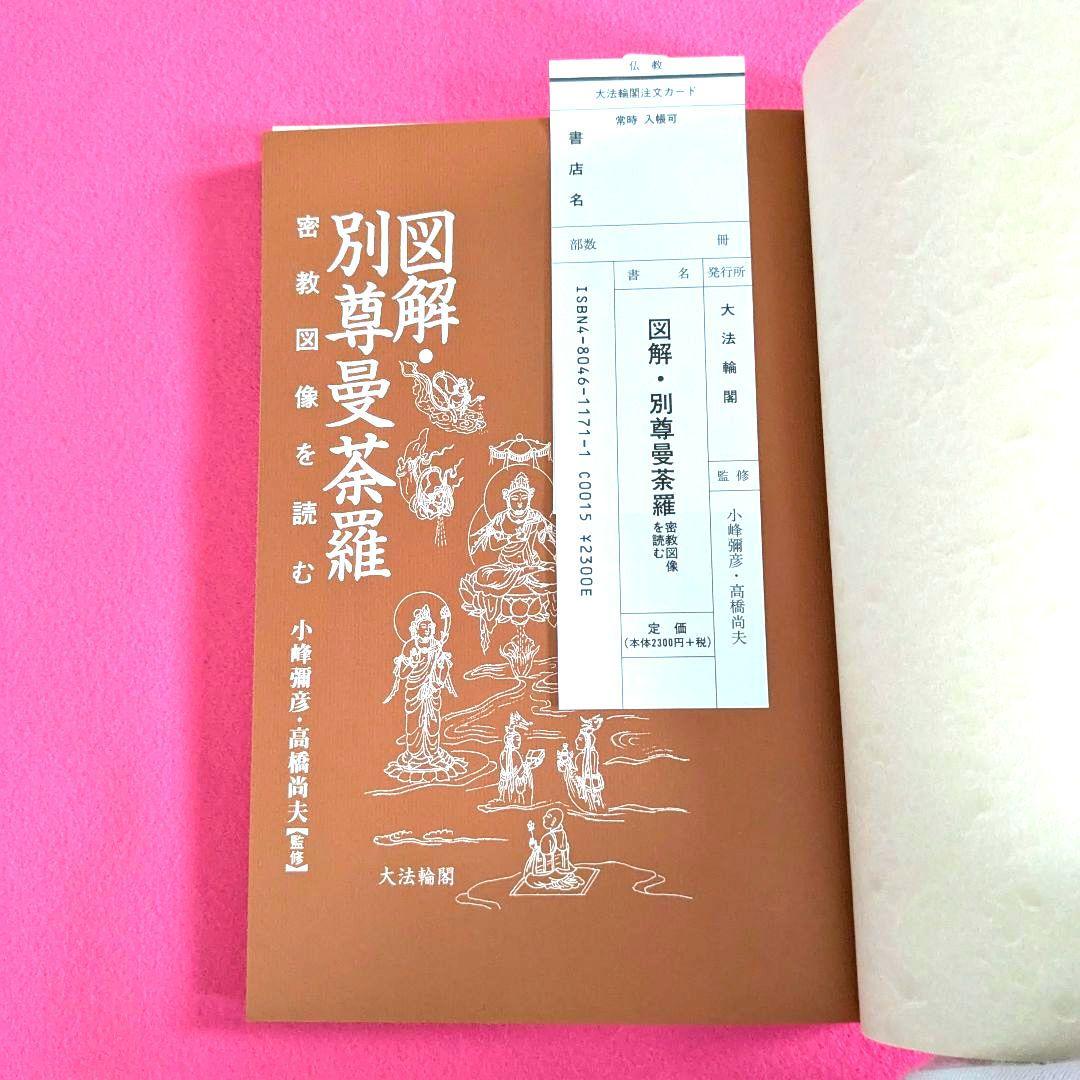 図解・
別尊曼荼羅
密教図像を読む
小峰彌彦・高橋尚夫【監修】
大法輪閣
仏教
大法輪閣注文カード
常時 入帳可
書店名
部数 冊
発行所
大法輪閣
監修
小峰彌彦・高橋尚夫
書名
図解・別尊曼荼羅 密教図像を読む
定価
(本体2300円+税)
ISBN4-8046-1171-1 C0015 ¥2300E